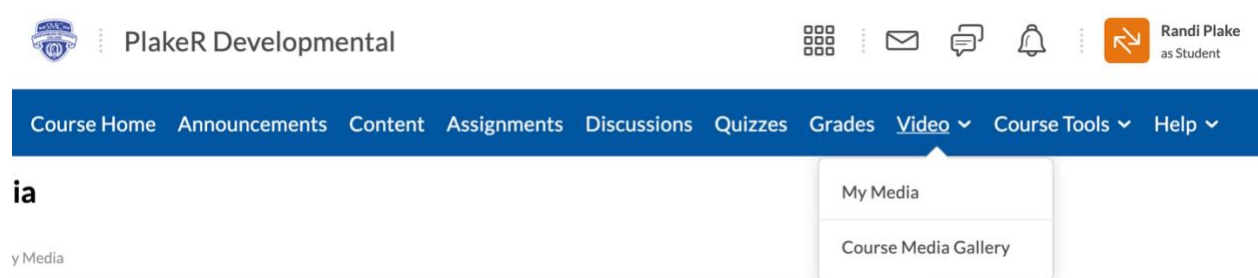 SMC
PlakeR Developmental
Randi Plake
as Student
Course Home Announcements Content Assignments Discussions Quizzes Grades Video Course Tools Help
ia
My Media
y Media
Course Media Gallery